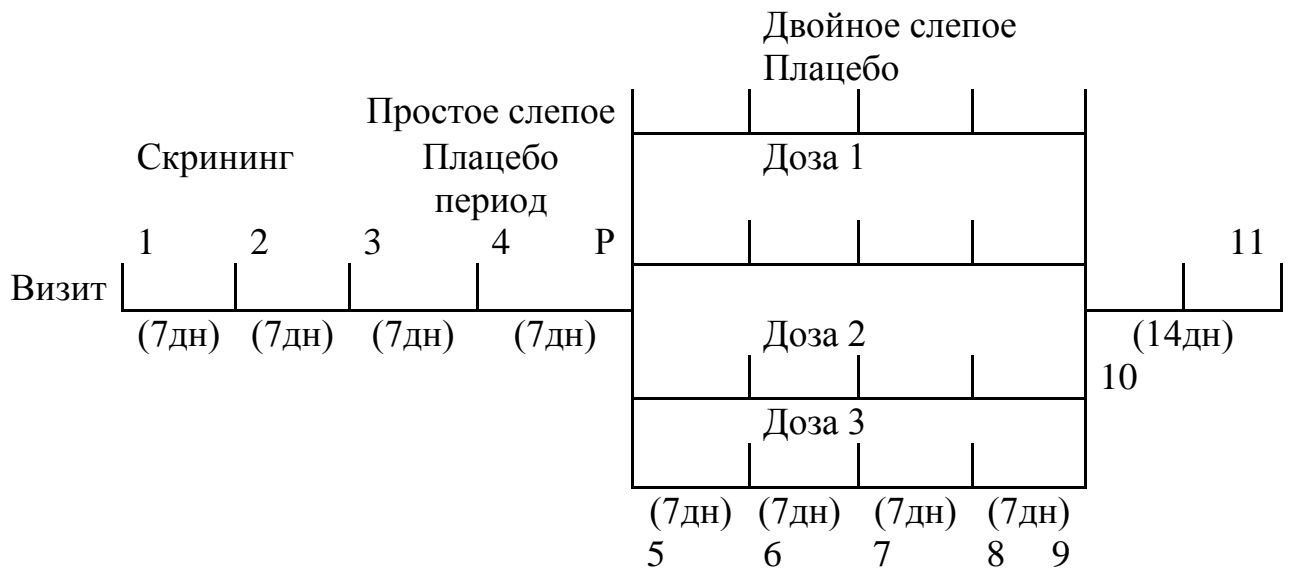 Двойное слепое
Плацебо
Простое слепое
Скрининг Плацебо Доза 1
период
1 2 3 4 Р 11
Визит
(7дн) (7дн) (7дн) (7дн) Доза 2 (14дн)
10
Доза 3
(7дн) (7дн) (7дн) (7дн)
5 6 7 8 9